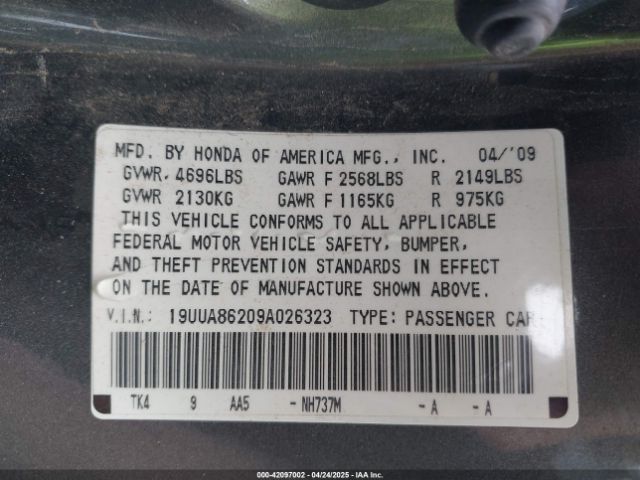 MFD. BY HONDA OF AMERICA MFG., INC. 04/'09
GVWR. 4696LBS GAWR F 2568LBS R 2149LBS
GVWR 2130KG GAWR F 1165KG R 975KG
THIS VEHICLE CONFORMS TO ALL APPLICABLE
FEDERAL MOTOR VEHICLE SAFETY, BUMPER,
AND THEFT PREVENTION STANDARDS IN EFFECT
ON THE DATE OF MANUFACTURE SHOWN ABOVE.
V.I.N.: 19UUA86209A026323 TYPE: PASSENGER CAR
TK4 9 AA5 -NH737M -A -A
000-42097002 - 04/24/2025 - IAA Inc.